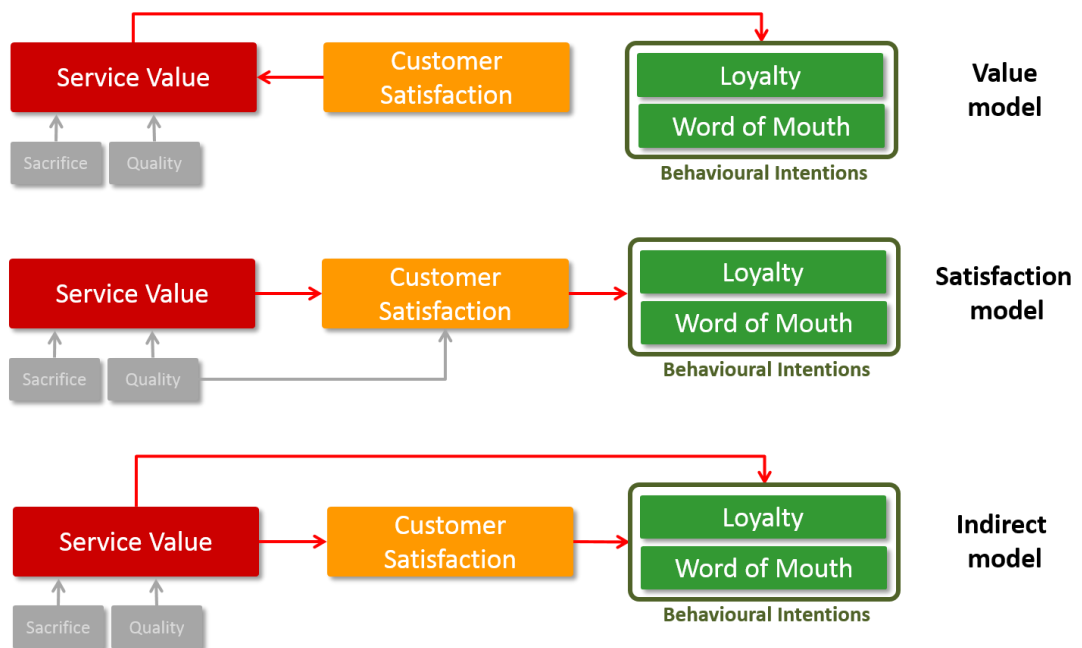 Service Value
Customer
Satisfaction
Loyalty
Word of Mouth
Value
model
Sacrifice
Quality
Behavioural Intentions
Service Value
Customer
Satisfaction
Loyalty
Word of Mouth
Satisfaction
model
Sacrifice
Quality
Behavioural Intentions
Service Value
Customer
Satisfaction
Loyalty
Word of Mouth
Indirect
model
Sacrifice
Quality
Behavioural Intentions